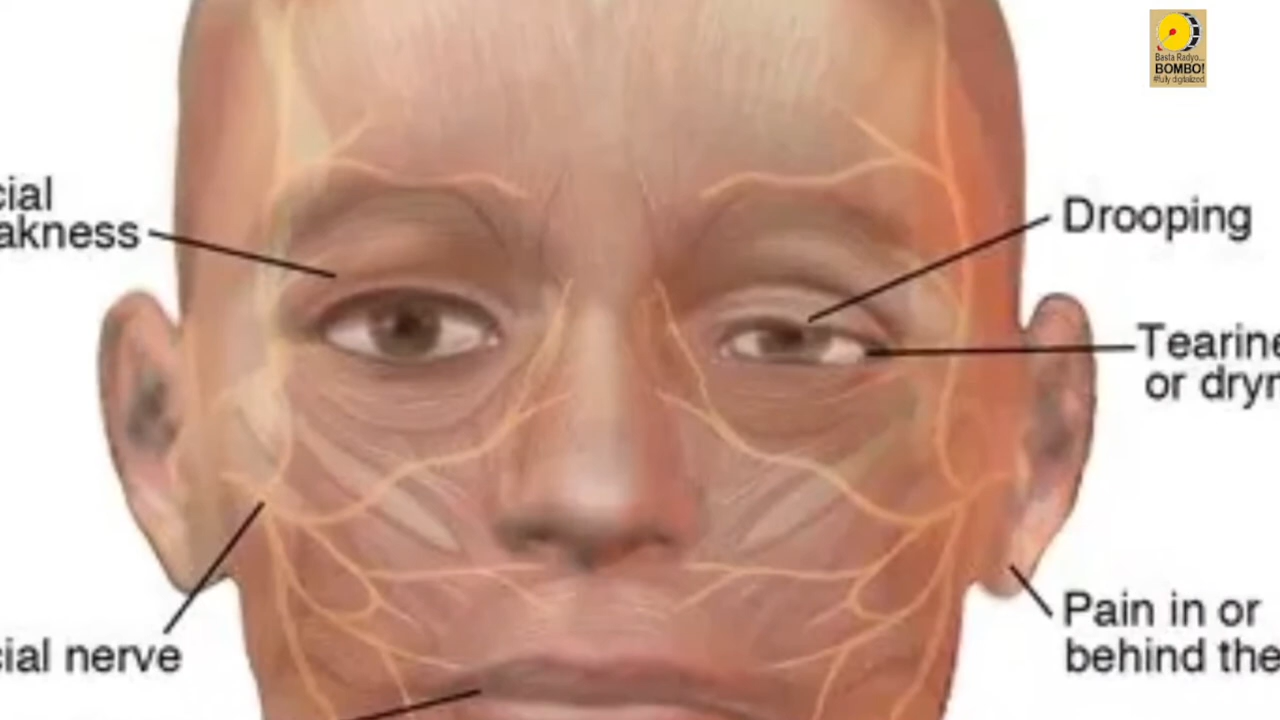 Basta Radyo...
BOMBO!
#fully digitalized
cial
akness
Drooping
Tearine
or dryn
Pain in or
behind the
cial nerve